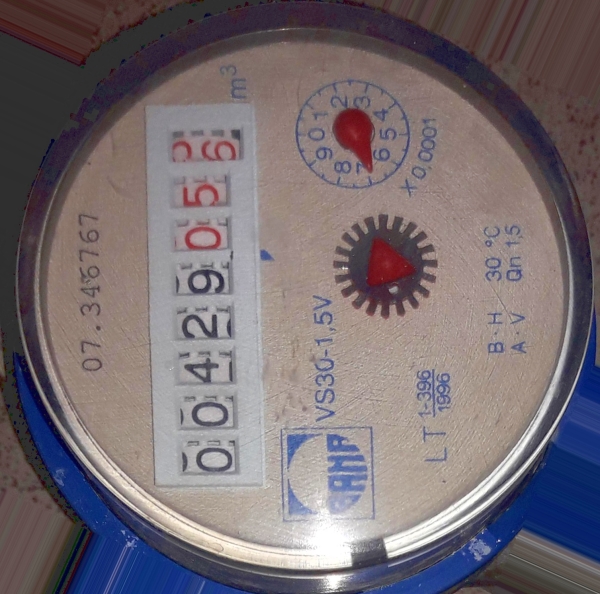 07.346767
00429056
m³
0 1 2 3 4 5 6 7 8 9
×0,0001
VS30-1,5V
LT 1-396
1996
B·H 30 °C
A·V Qn 1,5